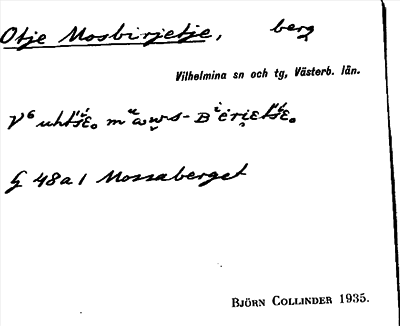 Otje Mosbirjetje, berg
Vilhelmina sn och tg, Västerb. län.
G 48a1 Mossaberget
BJÖRN COLLINDER 1935.